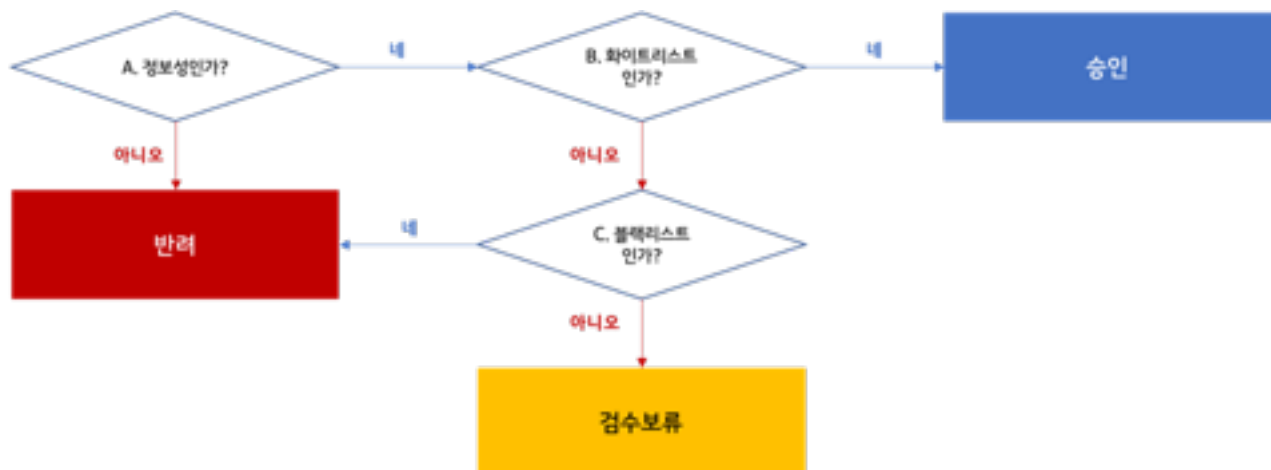 A. 정보성인가?
네
B. 화이트리스트
인가?
네
승인
아니오
아니오
반려
네
C. 블랙리스트
인가?
아니오
검수보류